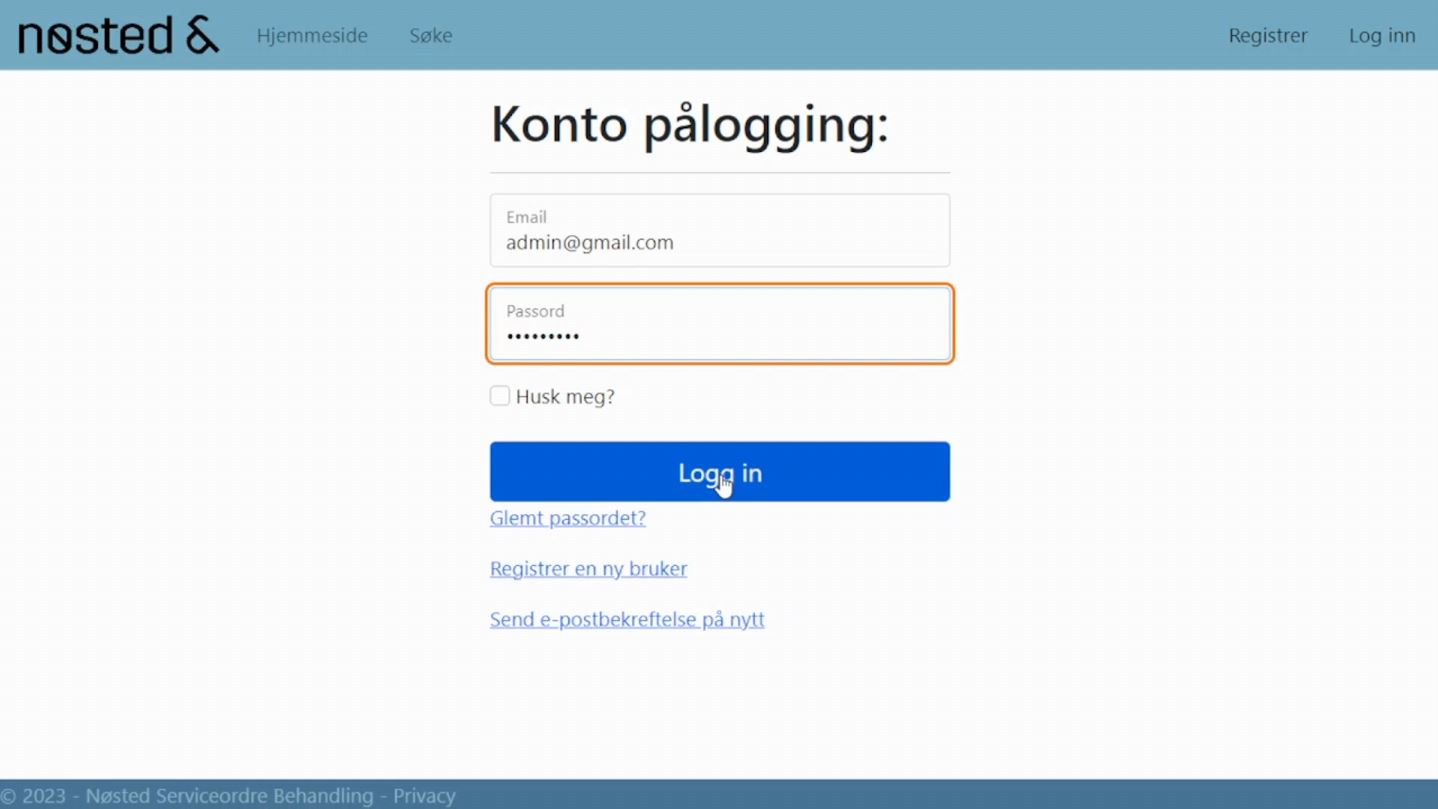 nøsted &
Hjemmeside
Søke
Registrer
Log inn
Konto pålogging:
Email
admin@gmail.com
Passord
•••••••••
Husk meg?
Logg in
Glemt passordet?
Registrer en ny bruker
Send e-postbekreftelse på nytt
© 2023 - Nøsted Serviceordre Behandling - Privacy